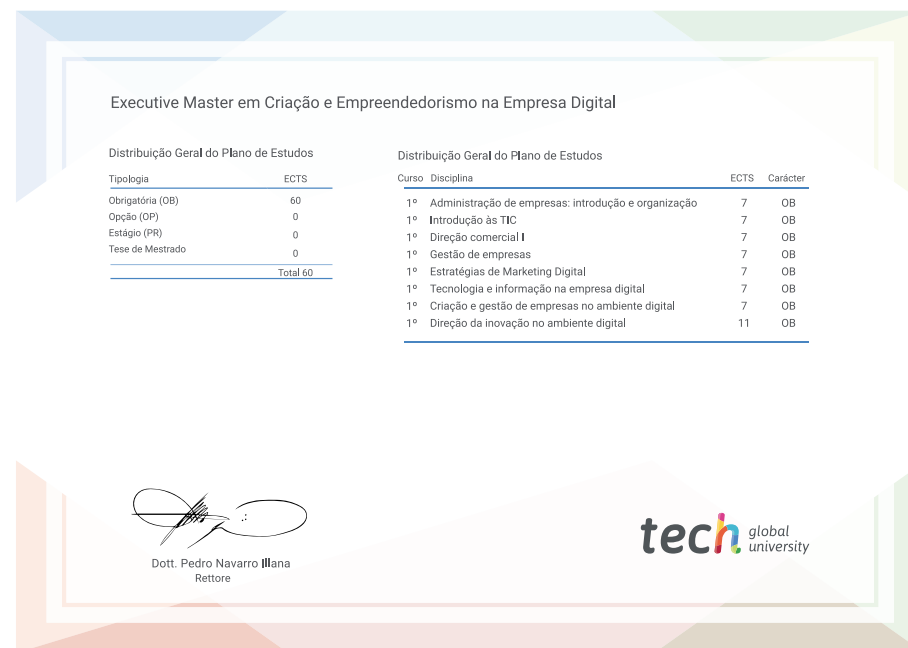 Executive Master em Criação e Empreendedorismo na Empresa Digital
Distribuição Geral do Plano de Estudos
Tipologia ECTS
Obrigatória (OB) 60
Opção (OP) 0
Estágio (PR) 0
Tese de Mestrado 0
Total 60
Distribuição Geral do Plano de Estudos
Curso Disciplina ECTS Carácter
1º Administração de empresas: introdução e organização 7 OB
1º Introdução às TIC 7 OB
1º Direção comercial I 7 OB
1º Gestão de empresas 7 OB
1º Estratégias de Marketing Digital 7 OB
1º Tecnologia e informação na empresa digital 7 OB
1º Criação e gestão de empresas no ambiente digital 7 OB
1º Direção da inovação no ambiente digital 11 OB
Dott. Pedro Navarro Illana
Rettore
tech global
university